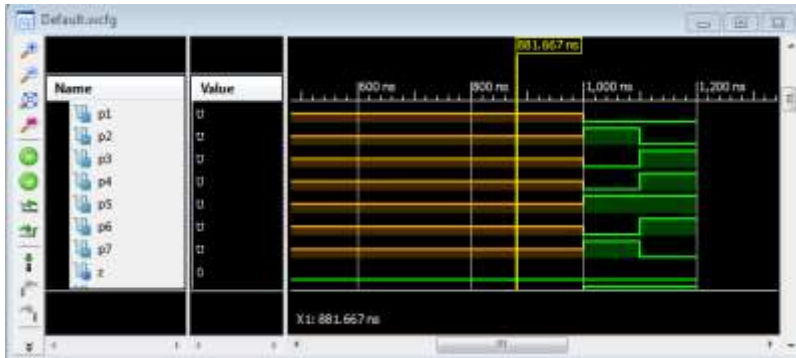 Default.wcfg
881.667 ns
Name Value
600 ns 800 ns 1,000 ns 1,200 ns
p1 U
p2 U
p3 U
p4 U
p5 U
p6 U
p7 U
z 0
X1: 881.667 ns